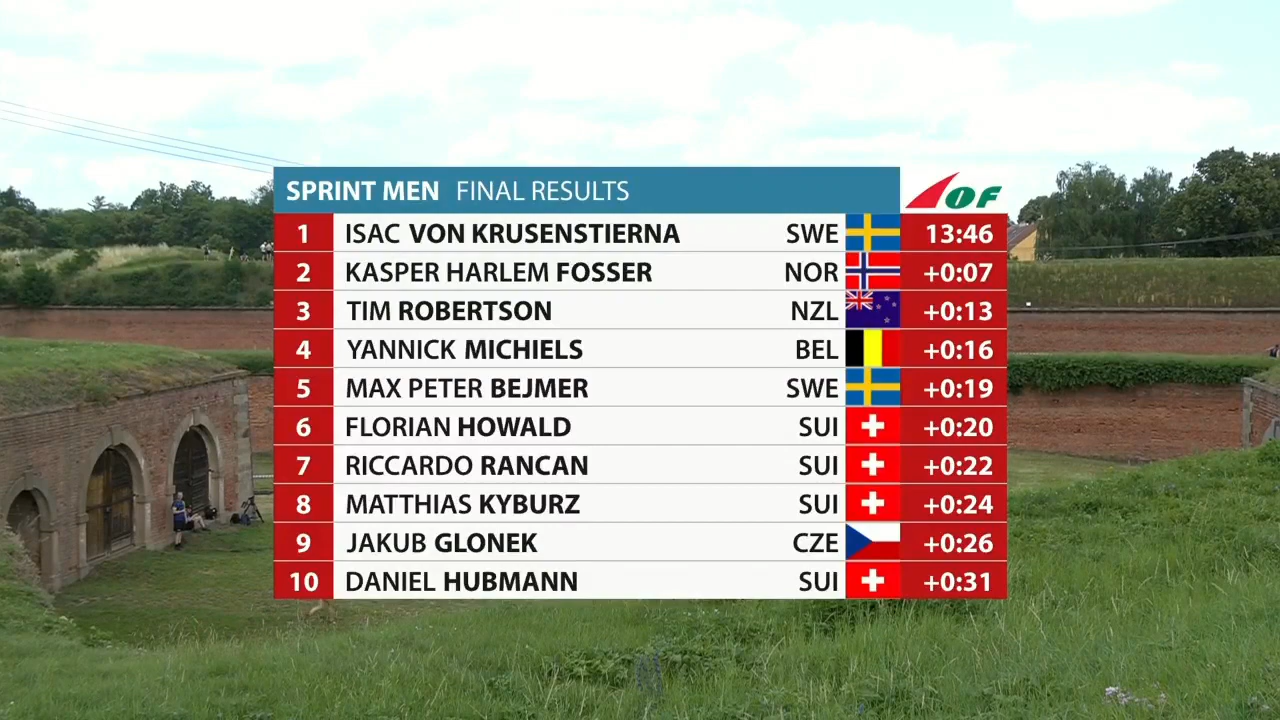 SPRINT MEN FINAL RESULTS
IOF
1 ISAC VON KRUSENSTIERNA SWE 13:46
2 KASPER HARLEM FOSSER NOR +0:07
3 TIM ROBERTSON NZL +0:13
4 YANNICK MICHIELS BEL +0:16
5 MAX PETER BEJMER SWE +0:19
6 FLORIAN HOWALD SUI +0:20
7 RICCARDO RANCAN SUI +0:22
8 MATTHIAS KYBURZ SUI +0:24
9 JAKUB GLONEK CZE +0:26
10 DANIEL HUBMANN SUI +0:31